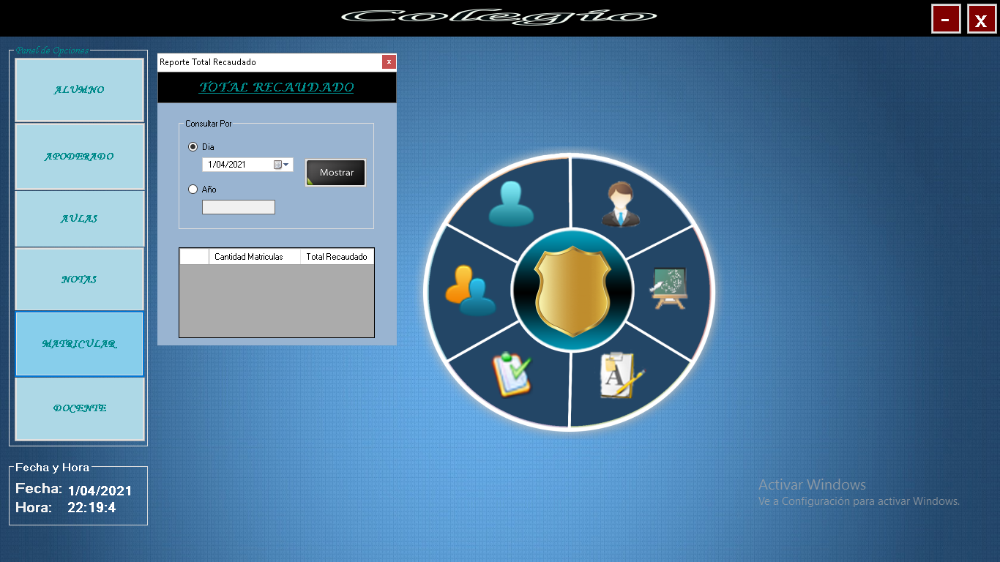 Colegio
-
x
Panel de Opciones
ALUMNO
APODERADO
AULAS
NOTAS
MATRICULAR
DOCENTE
Fecha y Hora
Fecha: 1/04/2021
Hora: 22:19:4
Reporte Total Recaudado
x
TOTAL RECAUDADO
Consultar Por
Dia
1/04/2021
Mostrar
Año
Cantidad Matriculas Total Recaudado
A
Activar Windows
Ve a Configuración para activar Windows.